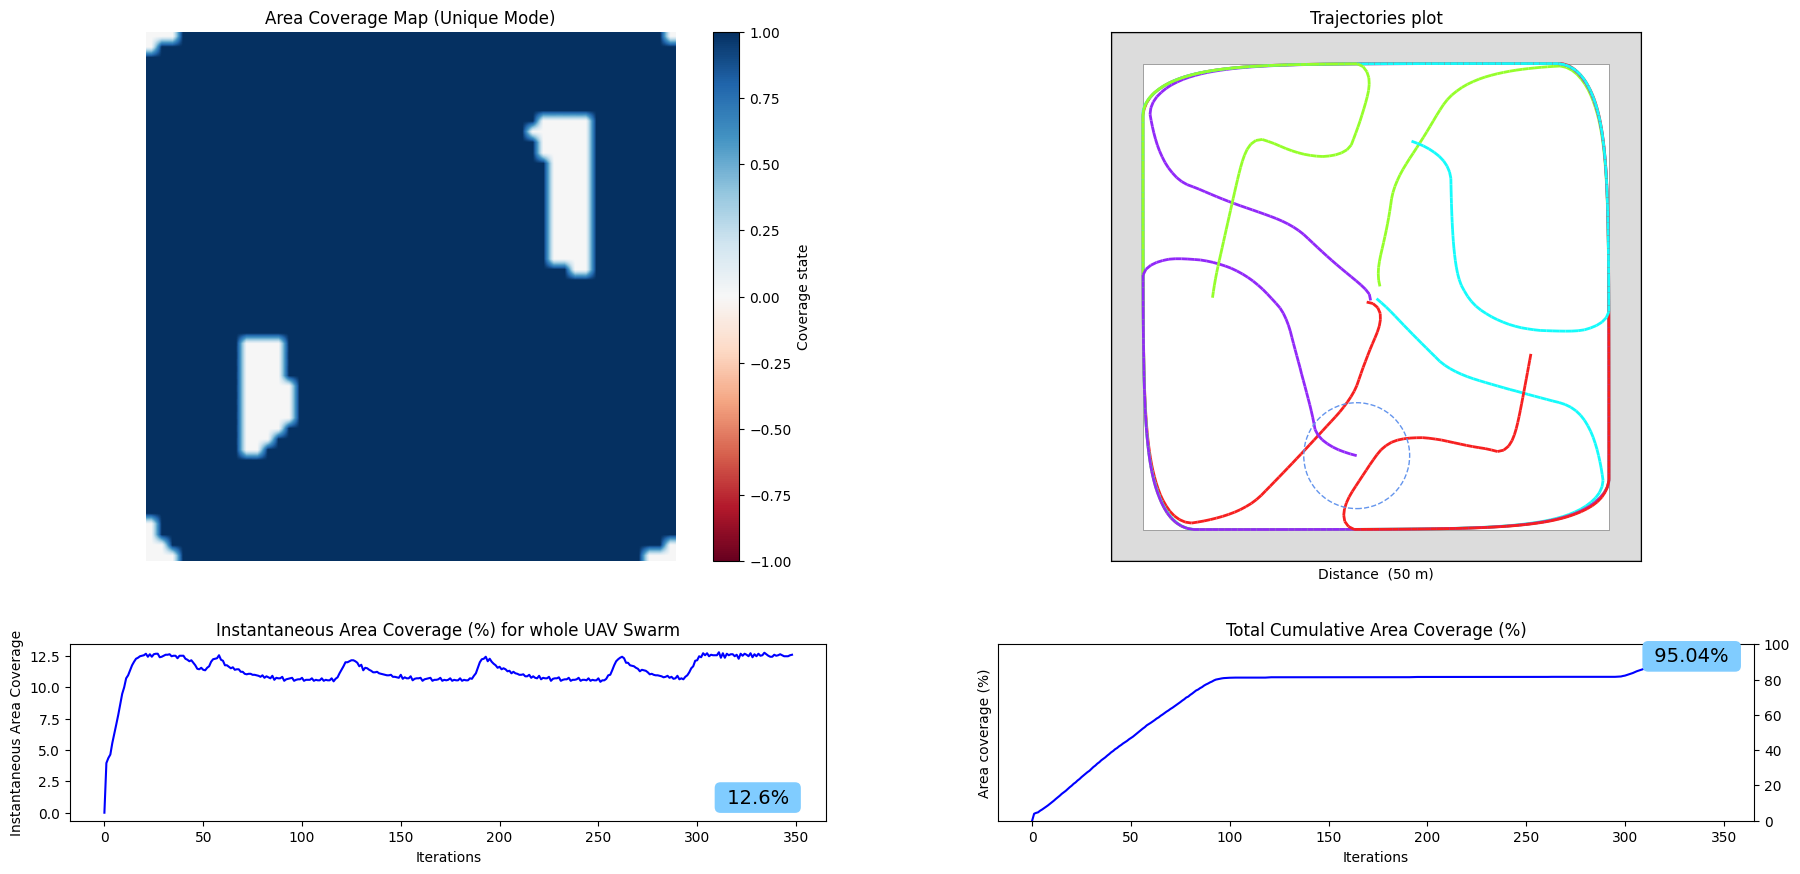 Area Coverage Map (Unique Mode)
1.00
0.75
0.50
0.25
0.00
−0.25
−0.50
−0.75
−1.00
Coverage state
Trajectories plot
Distance  (50 m)
Instantaneous Area Coverage (%) for whole UAV Swarm
Instantaneous Area Coverage
12.5
10.0
7.5
5.0
2.5
0.0
12.6%
0 50 100 150 200 250 300 350
Iterations
Total Cumulative Area Coverage (%)
Area coverage (%)
95.04%
100
80
60
40
20
0
0 50 100 150 200 250 300 350
Iterations